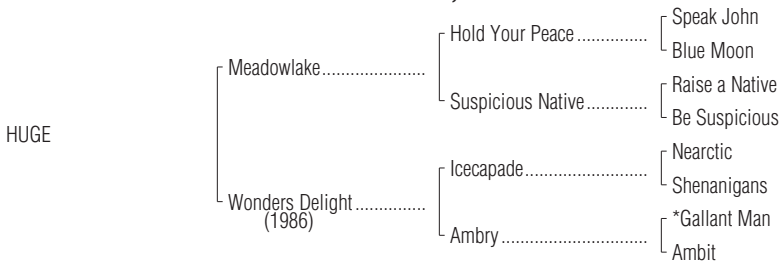 Speak John
Hold Your Peace ...............
Blue Moon
Meadowlake......................
Raise a Native
Suspicious Native.............
Be Suspicious
HUGE
Nearctic
Icecapade..........................
Shenanigans
Wonders Delight ...............
(1986)
*Gallant Man
Ambry ...............................
Ambit